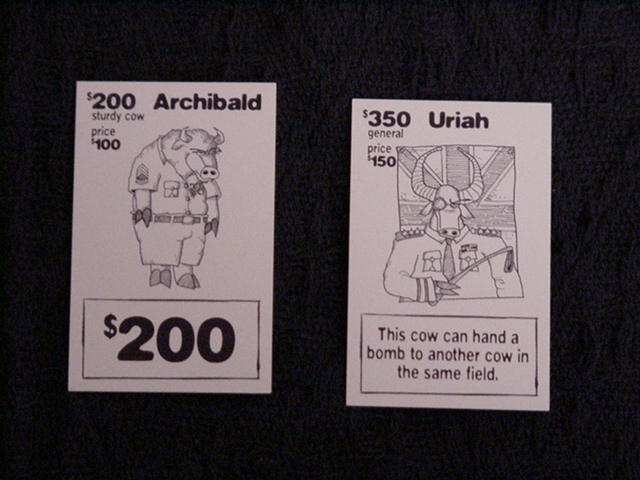 $200 Archibald
sturdy cow
price
$100
$200
$350 Uriah
general
price
$150
This cow can hand a
bomb to another cow in
the same field.